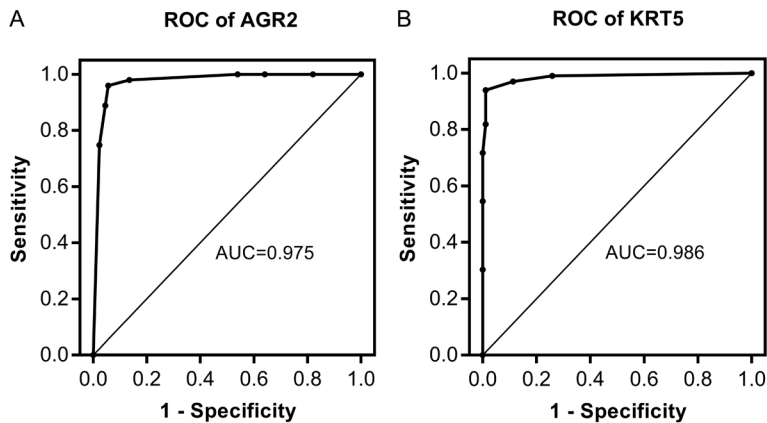 A
ROC of AGR2
Sensitivity
1.0
0.8
0.6
0.4
0.2
0.0
AUC=0.975
0.0 0.2 0.4 0.6 0.8 1.0
1 - Specificity
B
ROC of KRT5
Sensitivity
1.0
0.8
0.6
0.4
0.2
0.0
AUC=0.986
0.0 0.2 0.4 0.6 0.8 1.0
1 - Specificity